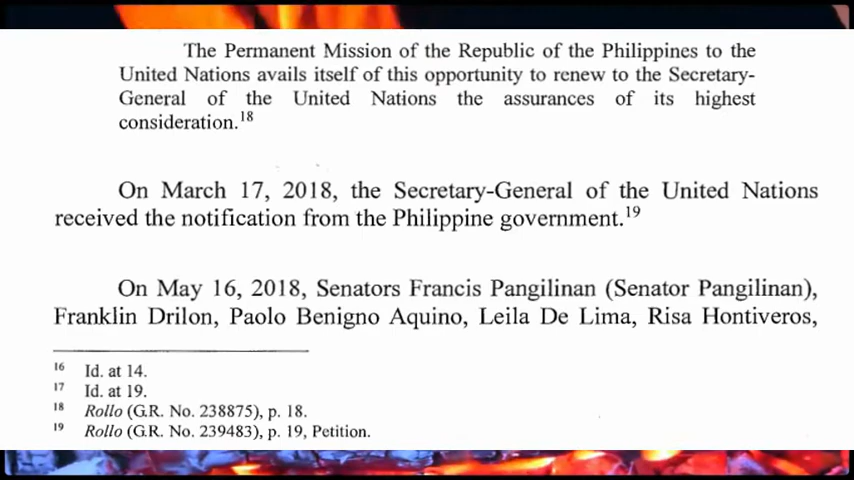 The Permanent Mission of the Republic of the Philippines to the
United Nations avails itself of this opportunity to renew to the Secretary-
General of the United Nations the assurances of its highest
consideration.18
On March 17, 2018, the Secretary-General of the United Nations
received the notification from the Philippine government.19
On May 16, 2018, Senators Francis Pangilinan (Senator Pangilinan),
Franklin Drilon, Paolo Benigno Aquino, Leila De Lima, Risa Hontiveros,
16 Id. at 14.
17 Id. at 19.
18 Rollo (G.R. No. 238875), p. 18.
19 Rollo (G.R. No. 239483), p. 19, Petition.